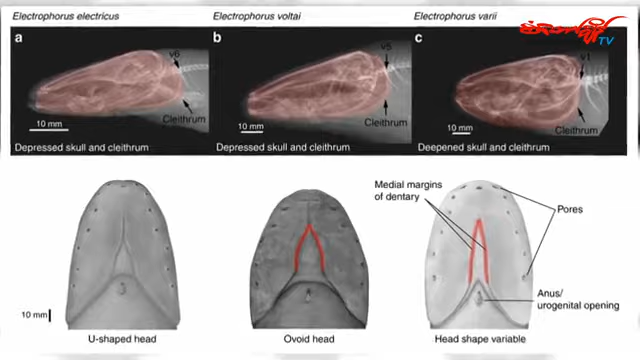 Electrophorus electricus
Electrophorus voltai
Electrophorus varii
TV
a
v6
Cleithrum
10 mm
Depressed skull and cleithrum
b
v5
Cleithrum
10 mm
Depressed skull and cleithrum
c
v1
Cleithrum
10 mm
Deepened skull and cleithrum
Medial margins
of dentary
Pores
Anus/
urogenital opening
10 mm
U-shaped head
Ovoid head
Head shape variable